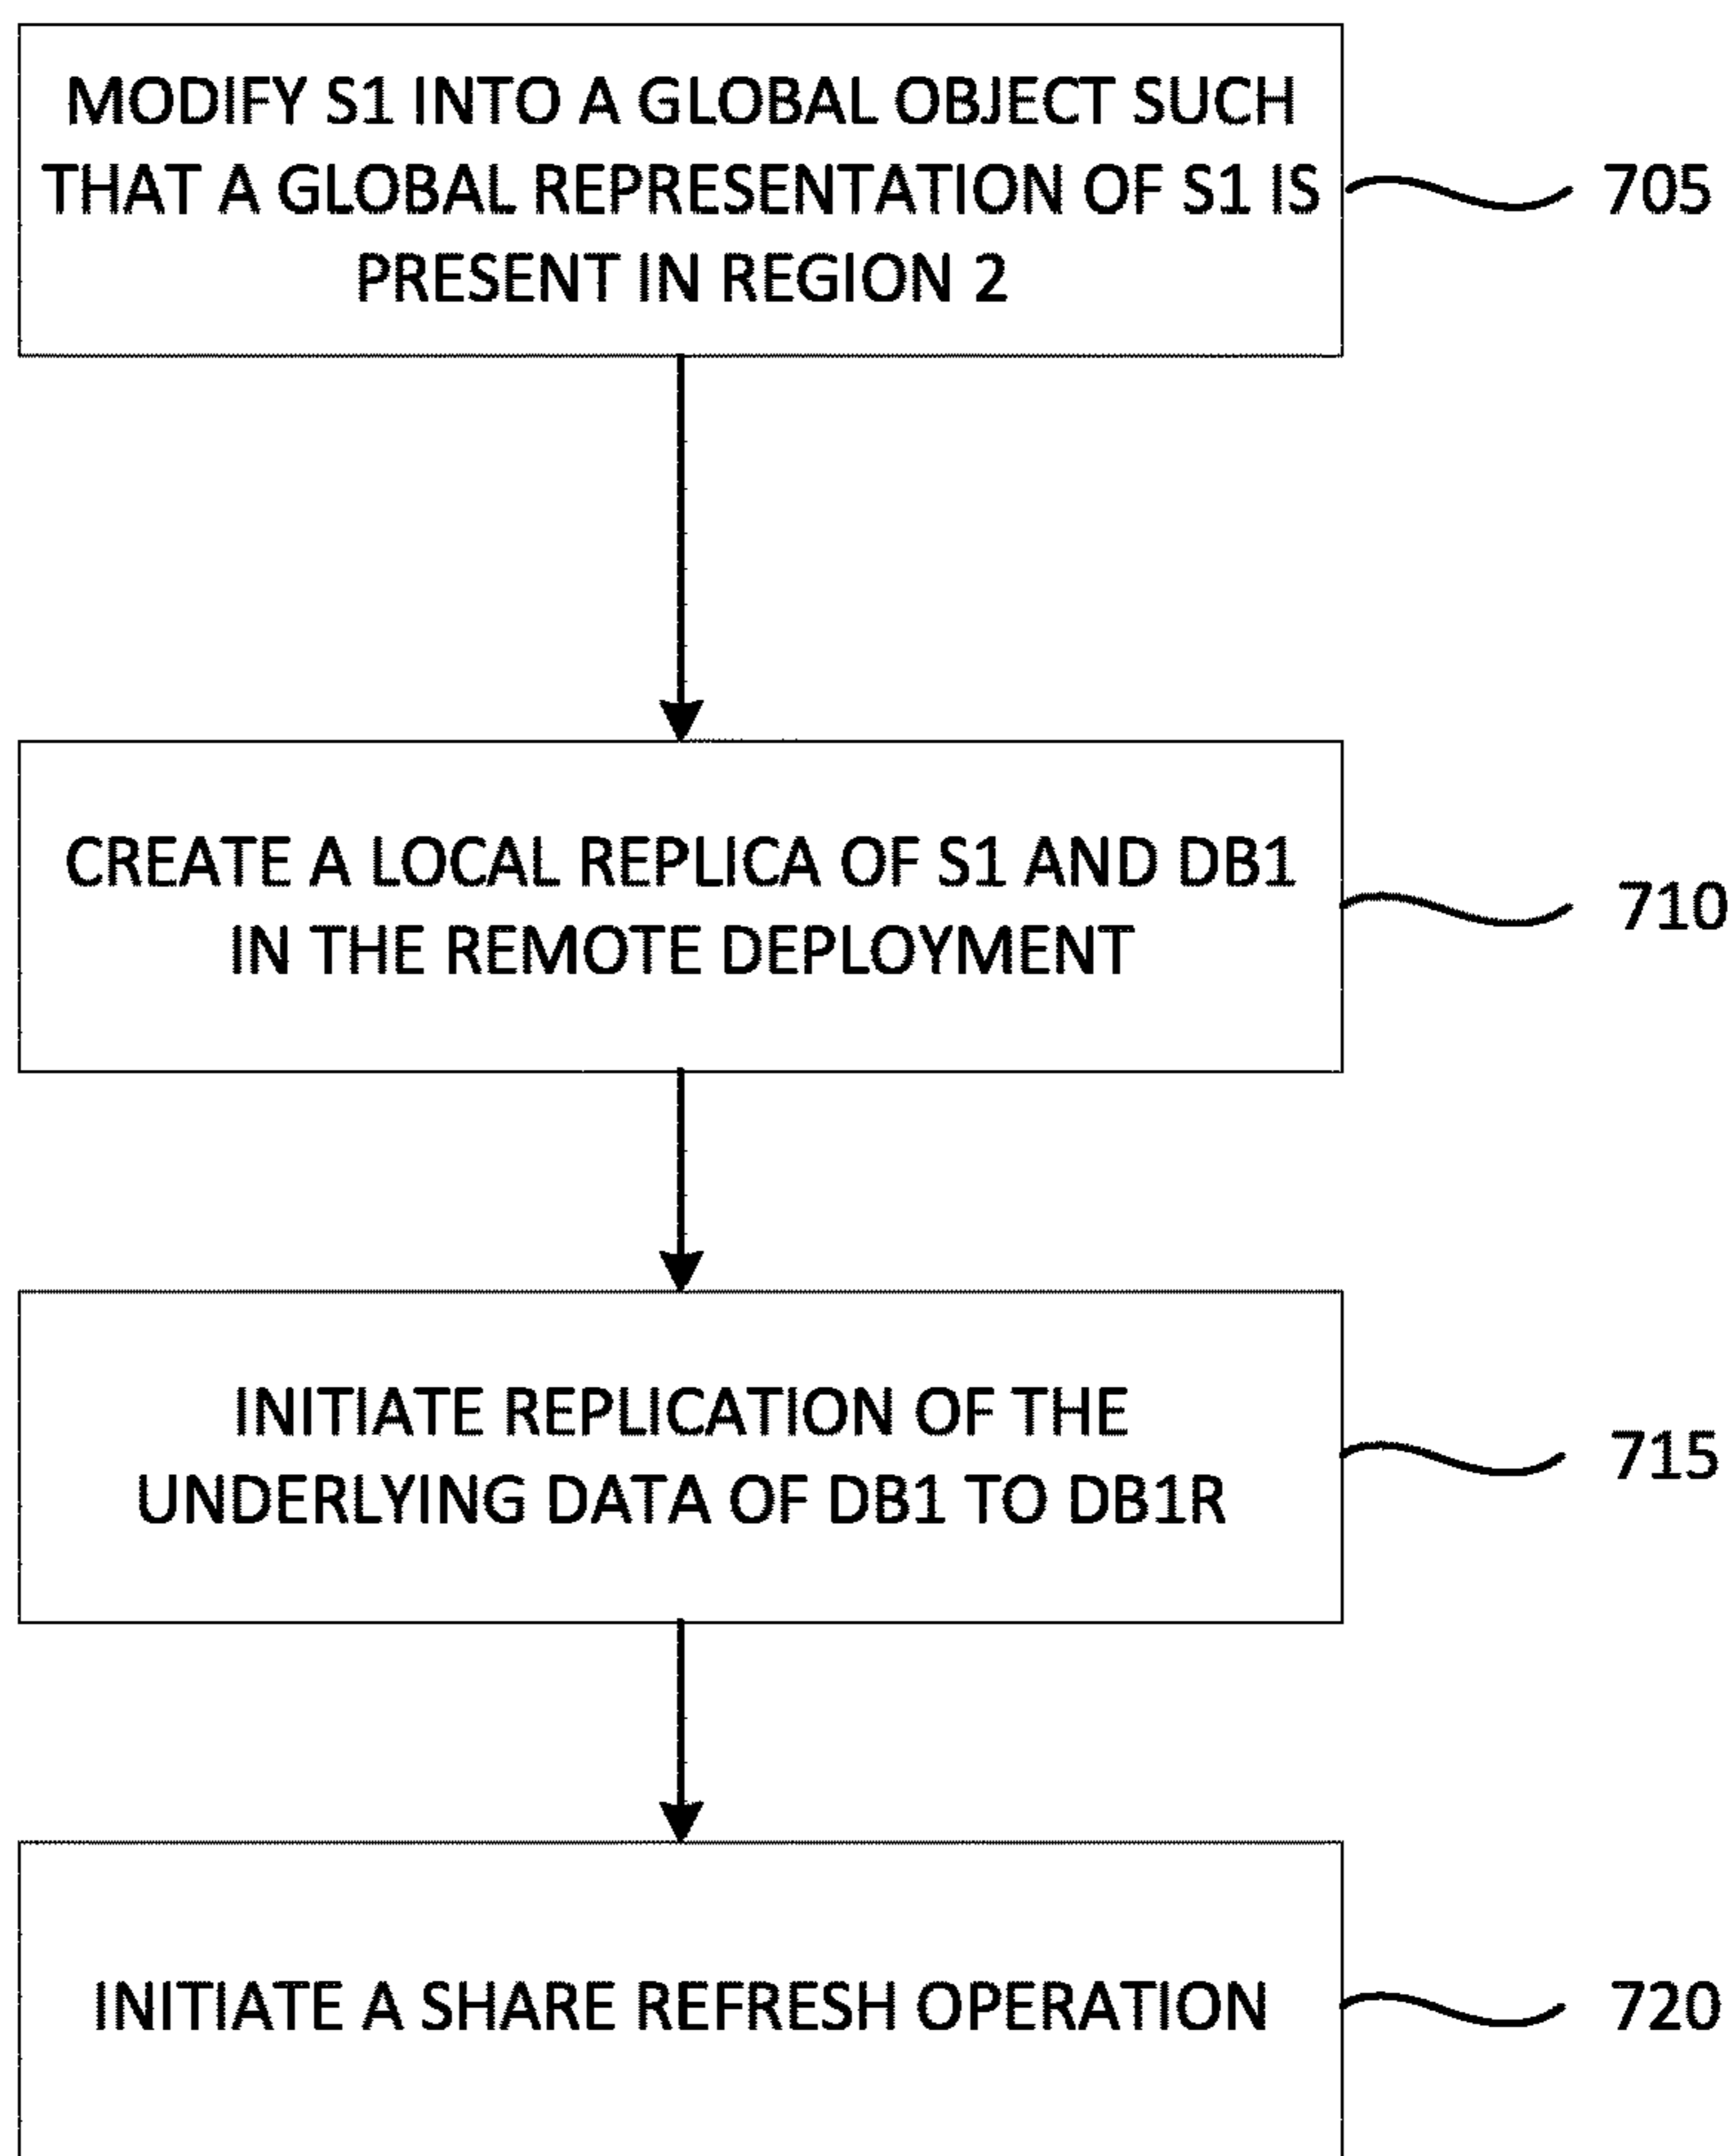 MODIFY S1 INTO A GLOBAL OBJECT SUCH
THAT A GLOBAL REPRESENTATION OF S1 IS
PRESENT IN REGION 2
705
CREATE A LOCAL REPLICA OF S1 AND DB1
IN THE REMOTE DEPLOYMENT
710
INITIATE REPLICATION OF THE
UNDERLYING DATA OF DB1 TO DB1R
715
INITIATE A SHARE REFRESH OPERATION
720